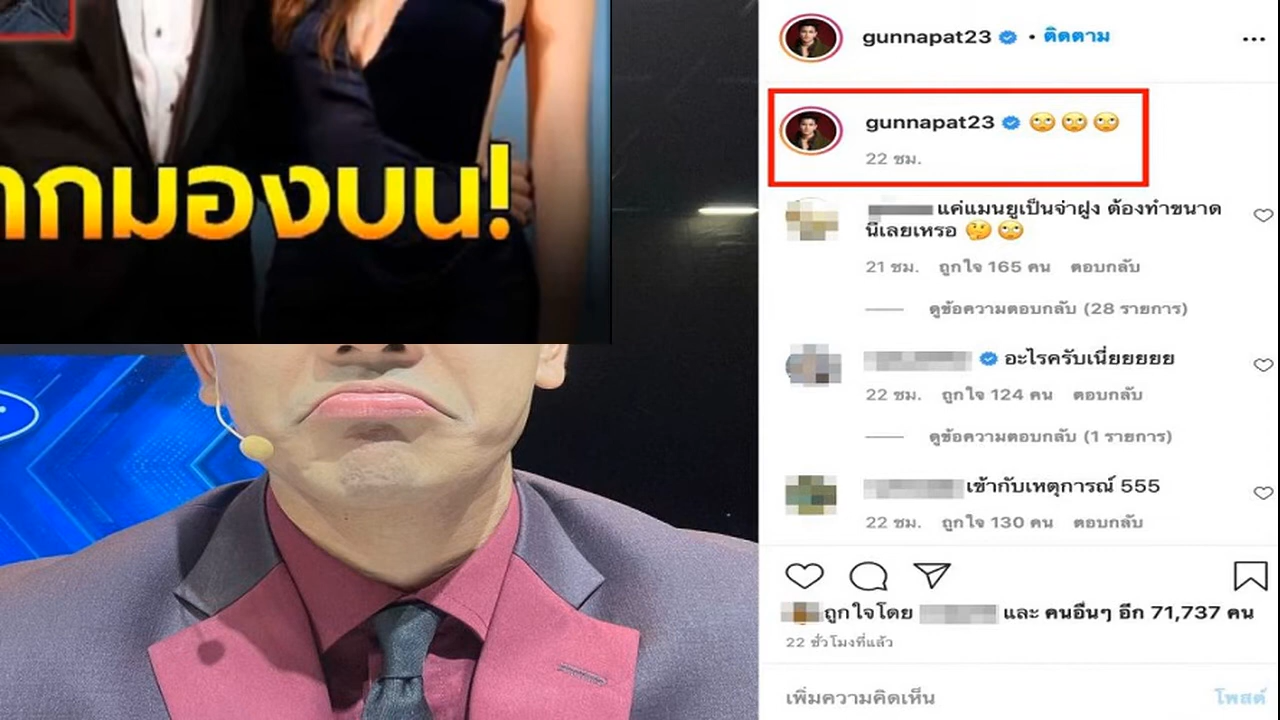 ากมองบน!
gunnapat23 • ติดตาม
gunnapat23 🙄🙄🙄
22 ชม.
แค่แมนยูเป็นจ่าฝูง ต้องทำขนาด
นี้เลยเหรอ 🤔🙄
21 ชม. ถูกใจ 165 คน ตอบกลับ
ดูข้อความตอบกลับ (28 รายการ)
อะไรครับเนี่ยยยยย
22 ชม. ถูกใจ 124 คน ตอบกลับ
ดูข้อความตอบกลับ (1 รายการ)
เข้ากับเหตุการณ์ 555
22 ชม. ถูกใจ 130 คน ตอบกลับ
ถูกใจโดย และ คนอื่นๆ อีก 71,737 คน
22 ชั่วโมงที่แล้ว
เพิ่มความคิดเห็น โพสต์